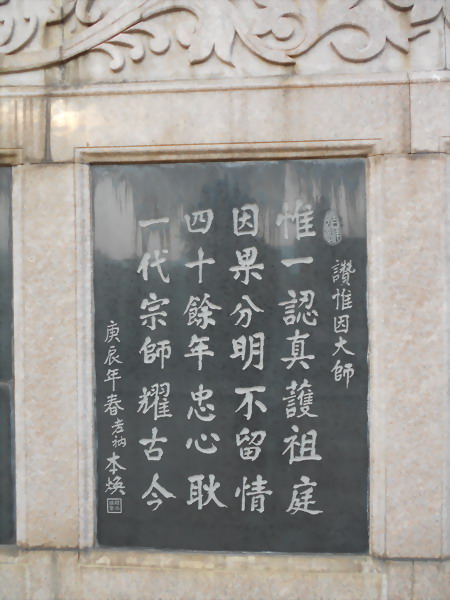 讚惟因大師
惟一認真護祖庭
因果分明不留情
四十餘年忠心耿
一代宗師耀古今
庚辰年春老衲本煥